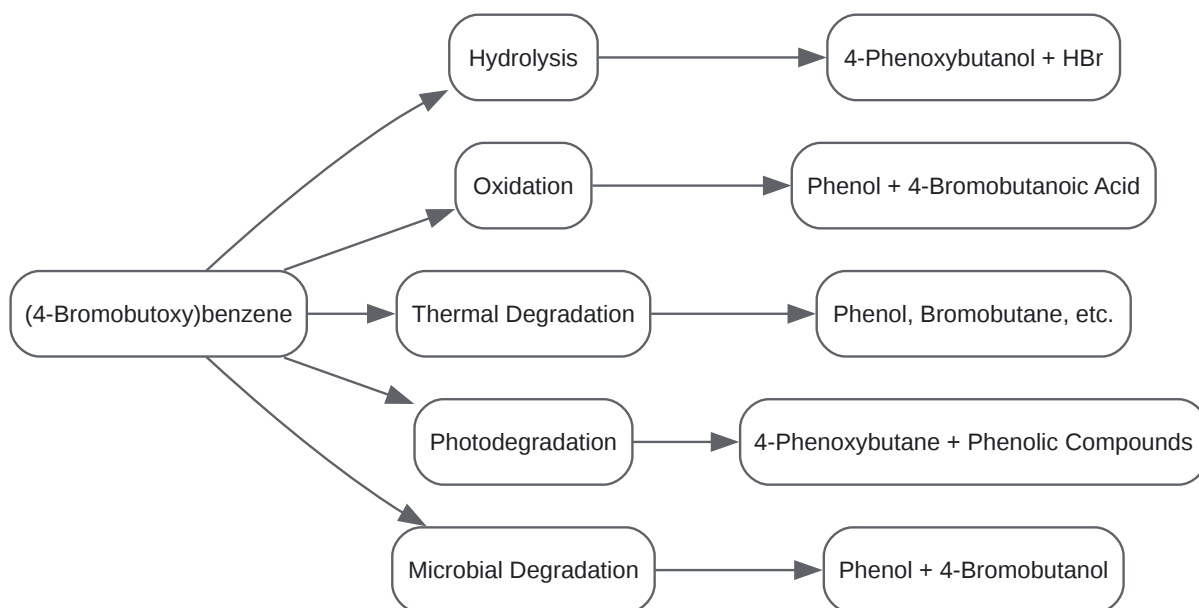 Hydrolysis
4-Phenoxybutanol + HBr
Oxidation
Phenol + 4-Bromobutanoic Acid
(4-Bromobutoxy)benzene
Thermal Degradation
Phenol, Bromobutane, etc.
Photodegradation
4-Phenoxybutane + Phenolic Compounds
Microbial Degradation
Phenol + 4-Bromobutanol